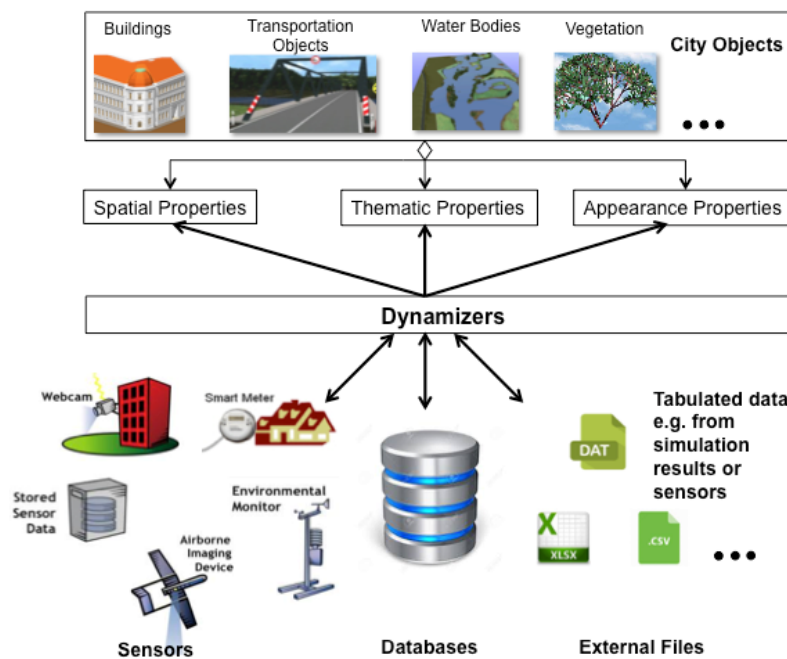 Buildings
Transportation
Objects
Water Bodies
Vegetation
City Objects
Spatial Properties
Thematic Properties
Appearance Properties
Dynamizers
Webcam
Smart Meter
Stored
Sensor
Data
Environmental
Monitor
Airborne
Imaging
Device
DAT
Tabulated data
e.g. from
simulation
results or
sensors
X
XLSX
.CSV
Sensors
Databases
External Files